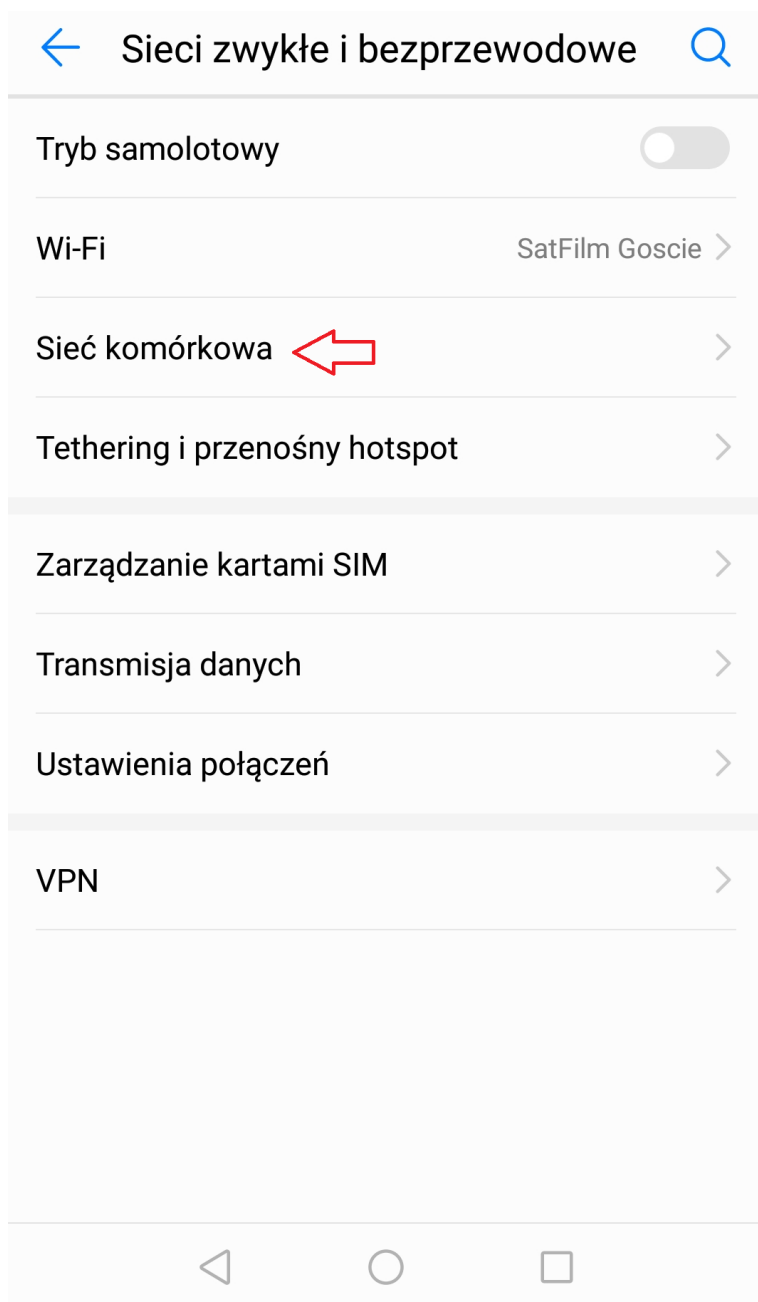 Sieci zwykłe i bezprzewodowe
Tryb samolotowy
Wi-Fi SatFilm Goscie
Sieć komórkowa
Tethering i przenośny hotspot
Zarządzanie kartami SIM
Transmisja danych
Ustawienia połączeń
VPN